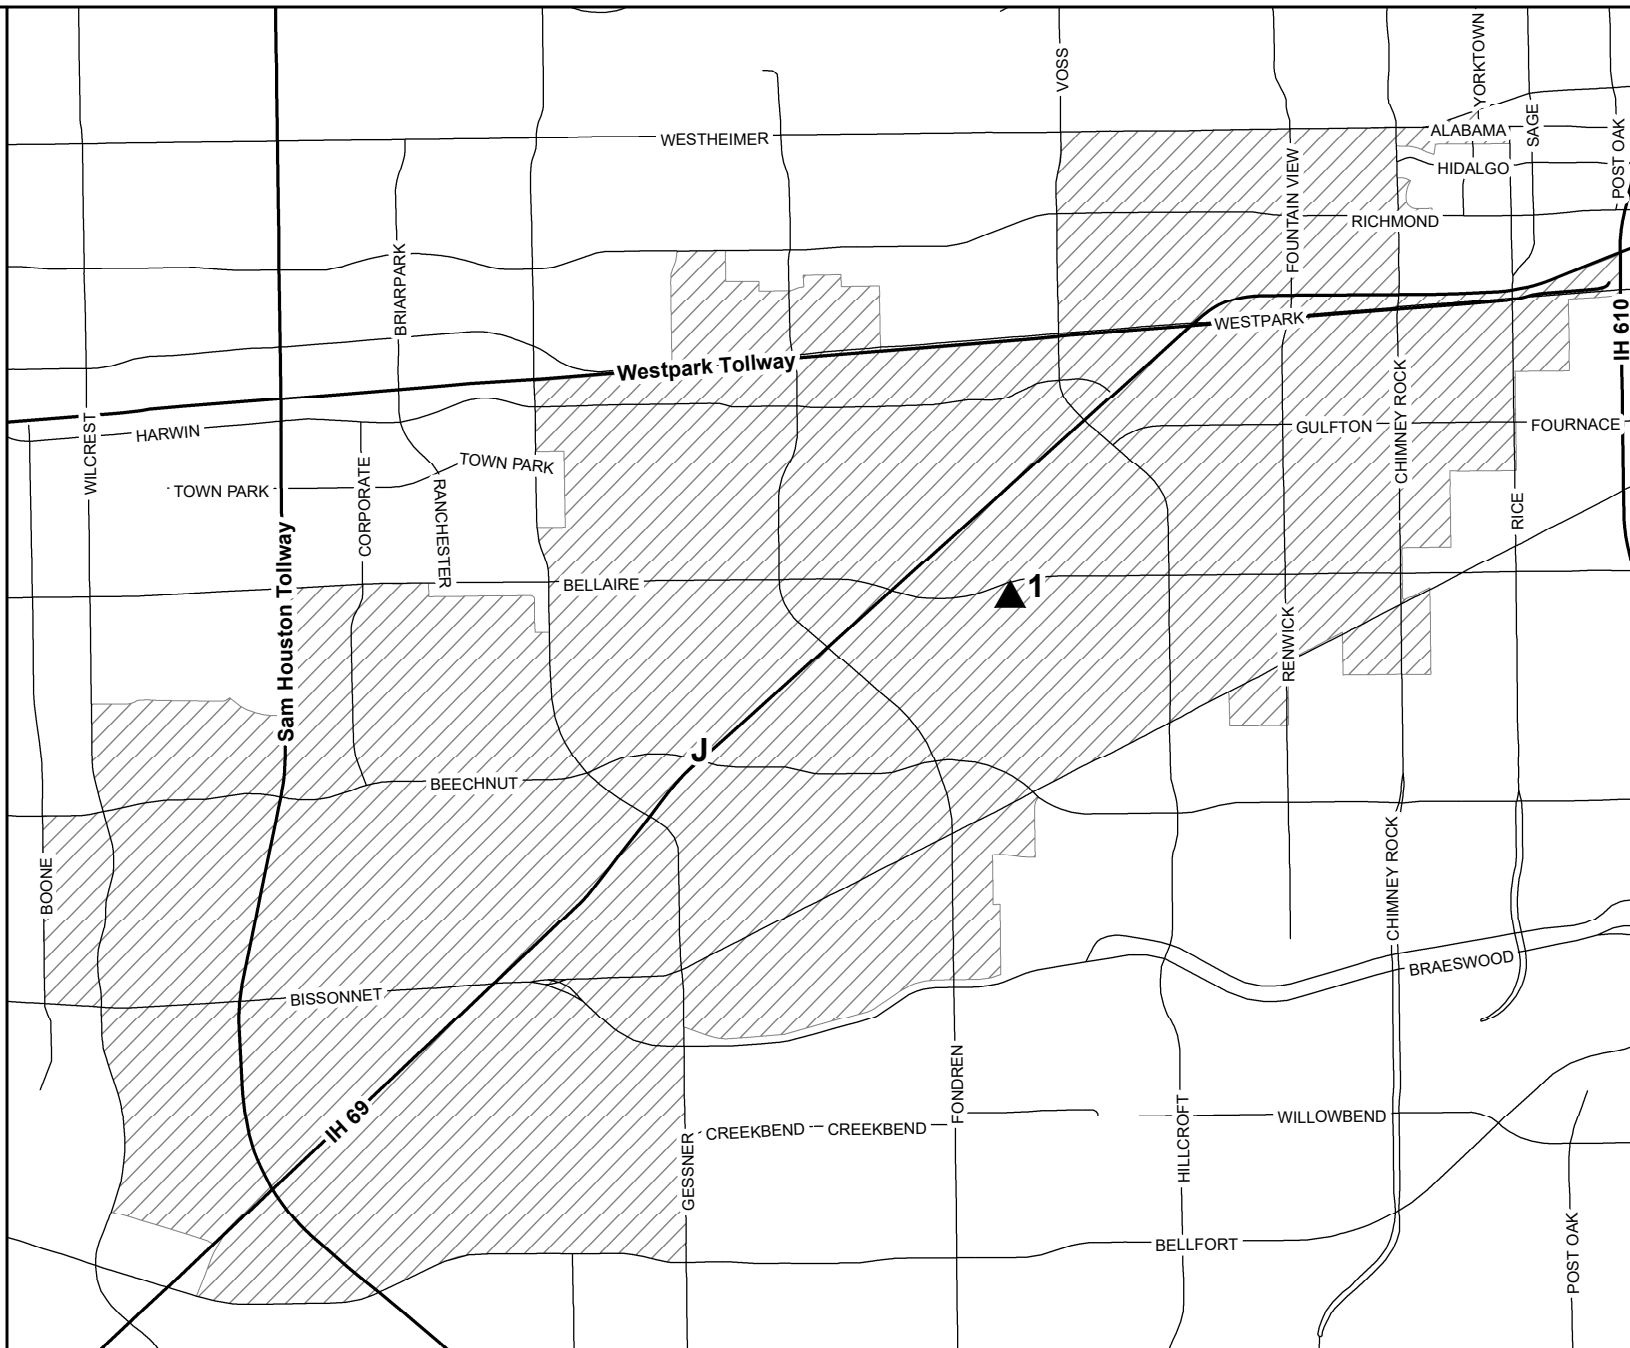 YORKTOWN
VOSS
SAGE
ALABAMA
WESTHEIMER
POST OAK
HIDALGO
FOUNTAIN VIEW
RICHMOND
BRIARPARK
WESTPARK
IH 610
Westpark Tollway
CHIMNEY ROCK
WILCREST
HARWIN
GULFTON
FOURNACE
TOWN PARK
TOWN PARK
CORPORATE
RANCHESTER
RICE
Sam Houston Tollway
BELLAIRE
1
RENWICK
J
BEECHNUT
BOONE
CHIMNEY ROCK
BRAESWOOD
BISSONNET
IH 69
FONDREN
CREEKBEND
CREEKBEND
WILLOWBEND
GESSNER
HILLCROFT
BELLFORT
POST OAK